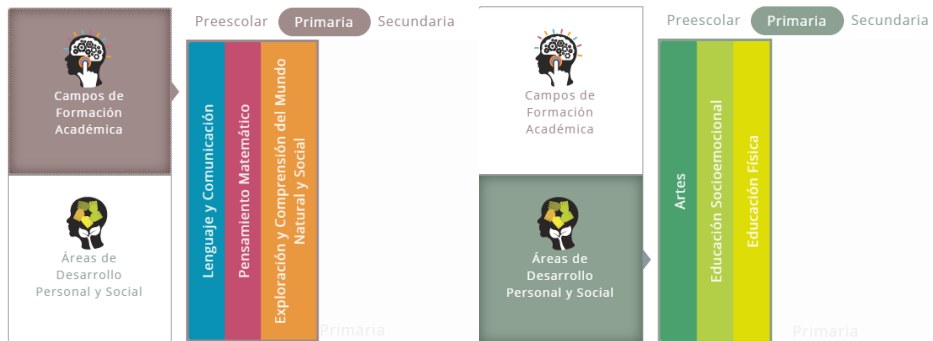 Preescolar Primaria Secundaria
Campos de
Formación
Académica
Áreas de
Desarrollo
Personal y Social
Lenguaje y Comunicación
Pensamiento Matemático
Exploración y Comprensión del Mundo
Natural y Social
Primaria
Preescolar Primaria Secundaria
Campos de
Formación
Académica
Áreas de
Desarrollo
Personal y Social
Artes
Educación Socioemocional
Educación Física
Primaria